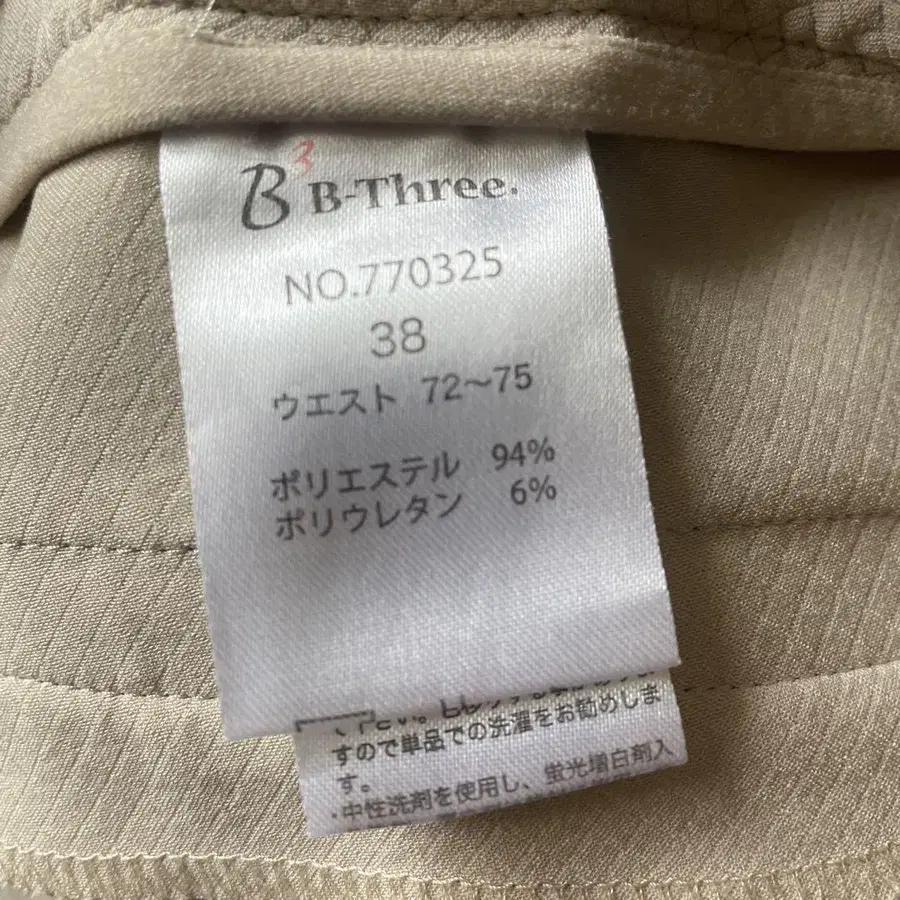 B3 B-Three.
NO.770325
38
ウエスト 72〜75
ポリエステル 94%
ポリウレタン 6%
すので単品での洗濯をお勧めしま
す。
・中性洗剤を使用し、蛍光増白剤入